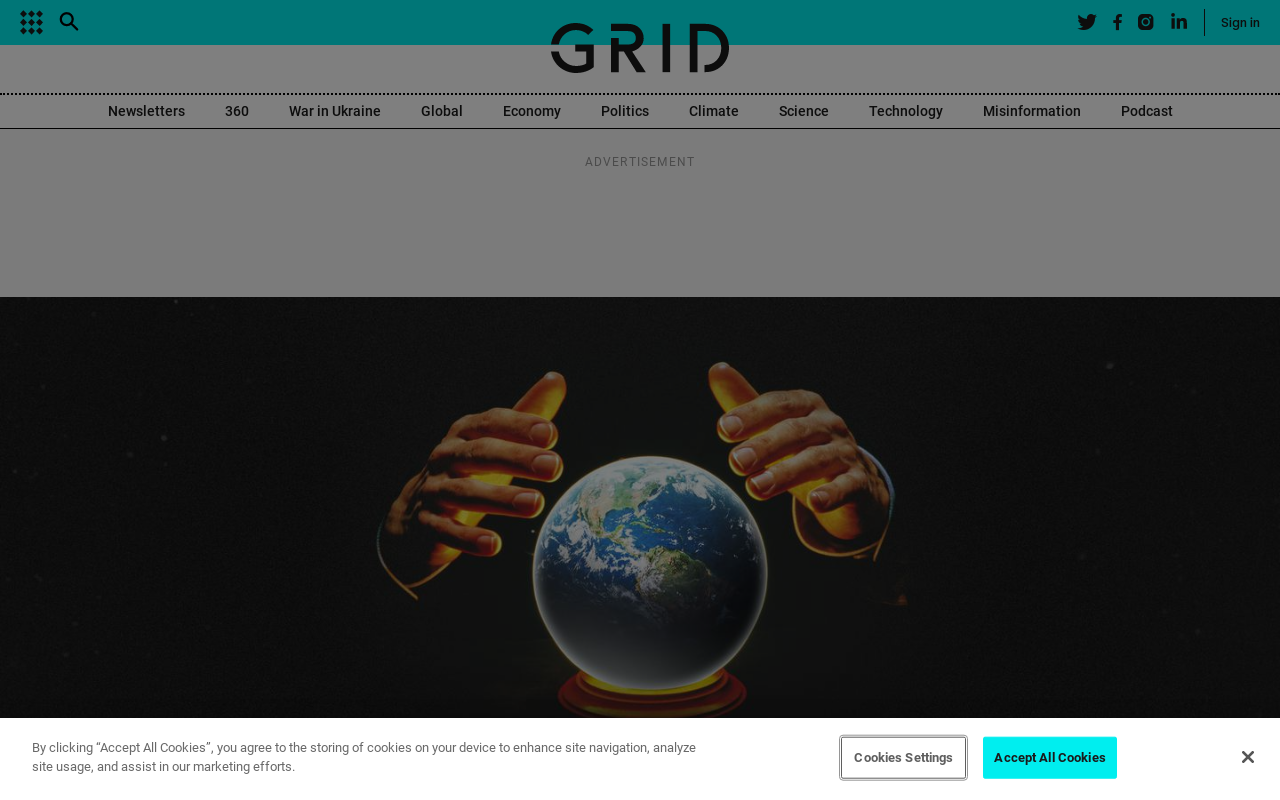 Sign in
GRID
Newsletters 360 War in Ukraine Global Economy Politics Climate Science Technology Misinformation Podcast
ADVERTISEMENT
By clicking “Accept All Cookies”, you agree to the storing of cookies on your device to enhance site navigation, analyze
site usage, and assist in our marketing efforts.
Cookies Settings
Accept All Cookies